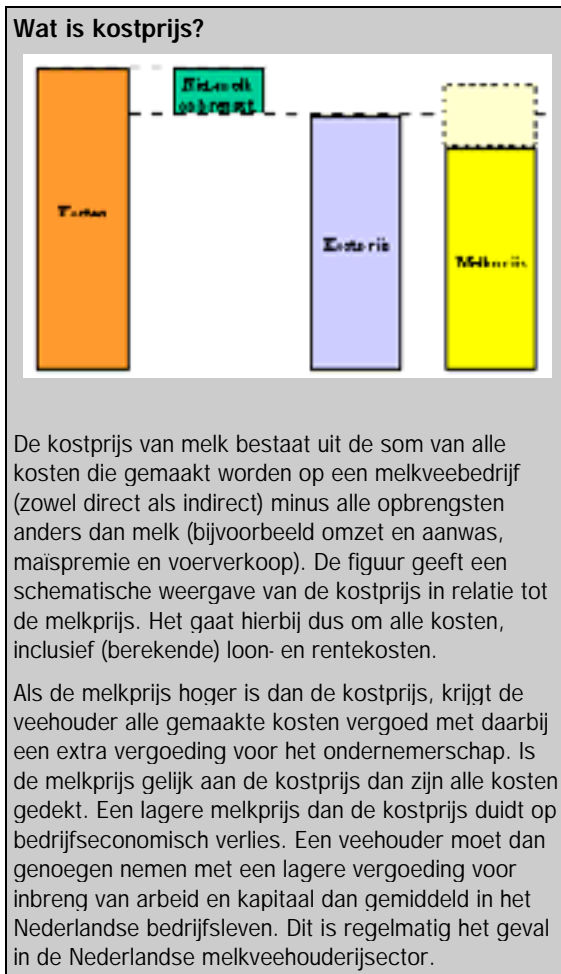 Wat is kostprijs?
Niet-melk
opbrengst
Kosten
Kostprijs
Melkprijs
De kostprijs van melk bestaat uit de som van alle
kosten die gemaakt worden op een melkveebedrijf
(zowel direct als indirect) minus alle opbrengsten
anders dan melk (bijvoorbeeld omzet en aanwas,
maïspremie en voerverkoop). De figuur geeft een
schematische weergave van de kostprijs in relatie tot
de melkprijs. Het gaat hierbij dus om alle kosten,
inclusief (berekende) loon- en rentekosten.
Als de melkprijs hoger is dan de kostprijs, krijgt de
veehouder alle gemaakte kosten vergoed met daarbij
een extra vergoeding voor het ondernemerschap. Is
de melkprijs gelijk aan de kostprijs dan zijn alle kosten
gedekt. Een lagere melkprijs dan de kostprijs duidt op
bedrijfseconomisch verlies. Een veehouder moet dan
genoegen nemen met een lagere vergoeding voor
inbreng van arbeid en kapitaal dan gemiddeld in het
Nederlandse bedrijfsleven. Dit is regelmatig het geval
in de Nederlandse melkveehouderijsector.